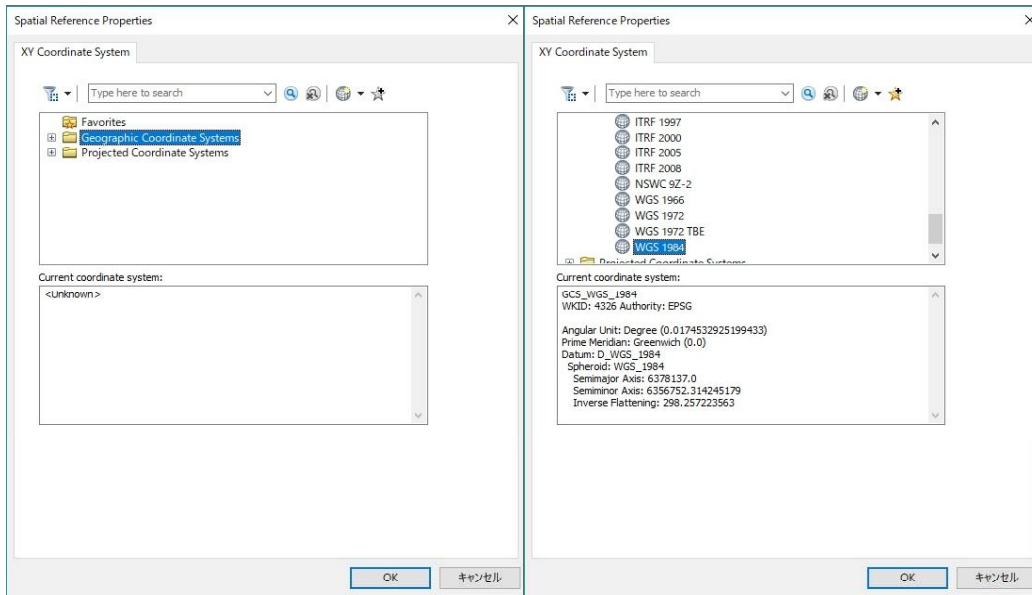 Spatial Reference Properties
XY Coordinate System
Type here to search
Favorites
Geographic Coordinate Systems
Projected Coordinate Systems
Current coordinate system:
<Unknown>
OK
キャンセル
Spatial Reference Properties
XY Coordinate System
Type here to search
ITRF 1997
ITRF 2000
ITRF 2005
ITRF 2008
NSWC 9Z-2
WGS 1966
WGS 1972
WGS 1972 TBE
WGS 1984
Projected Coordinate Systems
Current coordinate system:
GCS_WGS_1984
WKID: 4326 Authority: EPSG
Angular Unit: Degree (0.0174532925199433)
Prime Meridian: Greenwich (0.0)
Datum: D_WGS_1984
Spheroid: WGS_1984
Semimajor Axis: 6378137.0
Semiminor Axis: 6356752.314245179
Inverse Flattening: 298.257223563
OK
キャンセル